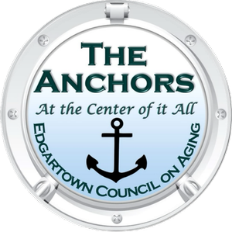 THE
ANCHORS
At the Center of it All
EDGARTOWN COUNCIL ON AGING